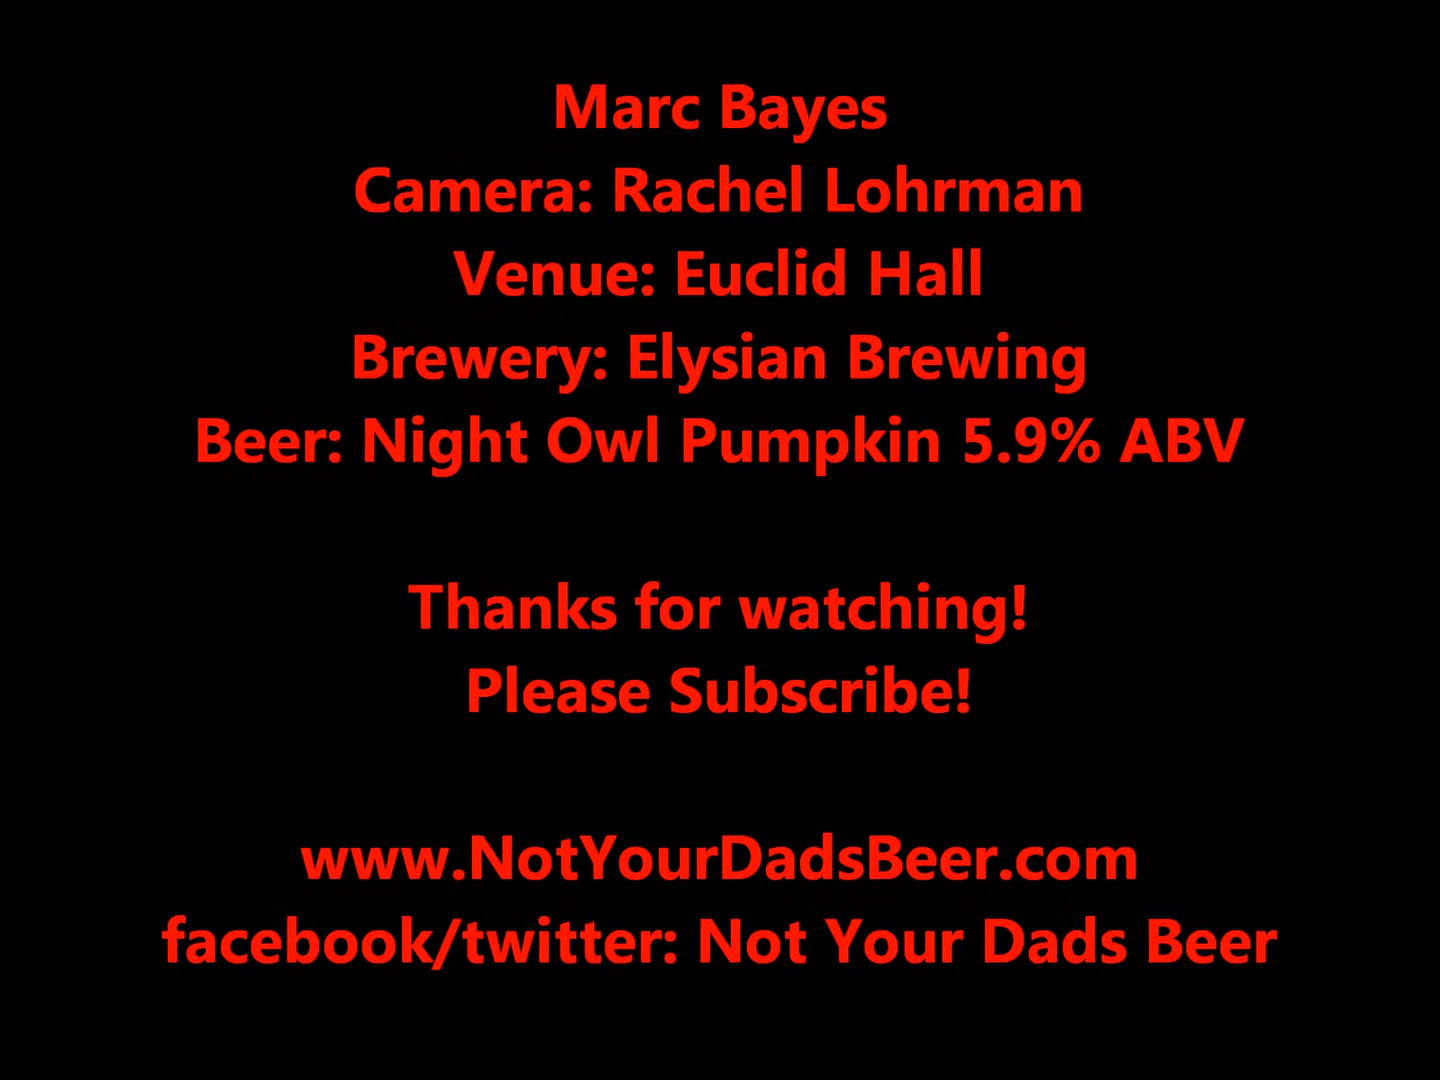 Marc Bayes
Camera: Rachel Lohrman
Venue: Euclid Hall
Brewery: Elysian Brewing
Beer: Night Owl Pumpkin 5.9% ABV
Thanks for watching!
Please Subscribe!
www.NotYourDadsBeer.com
facebook/twitter: Not Your Dads Beer